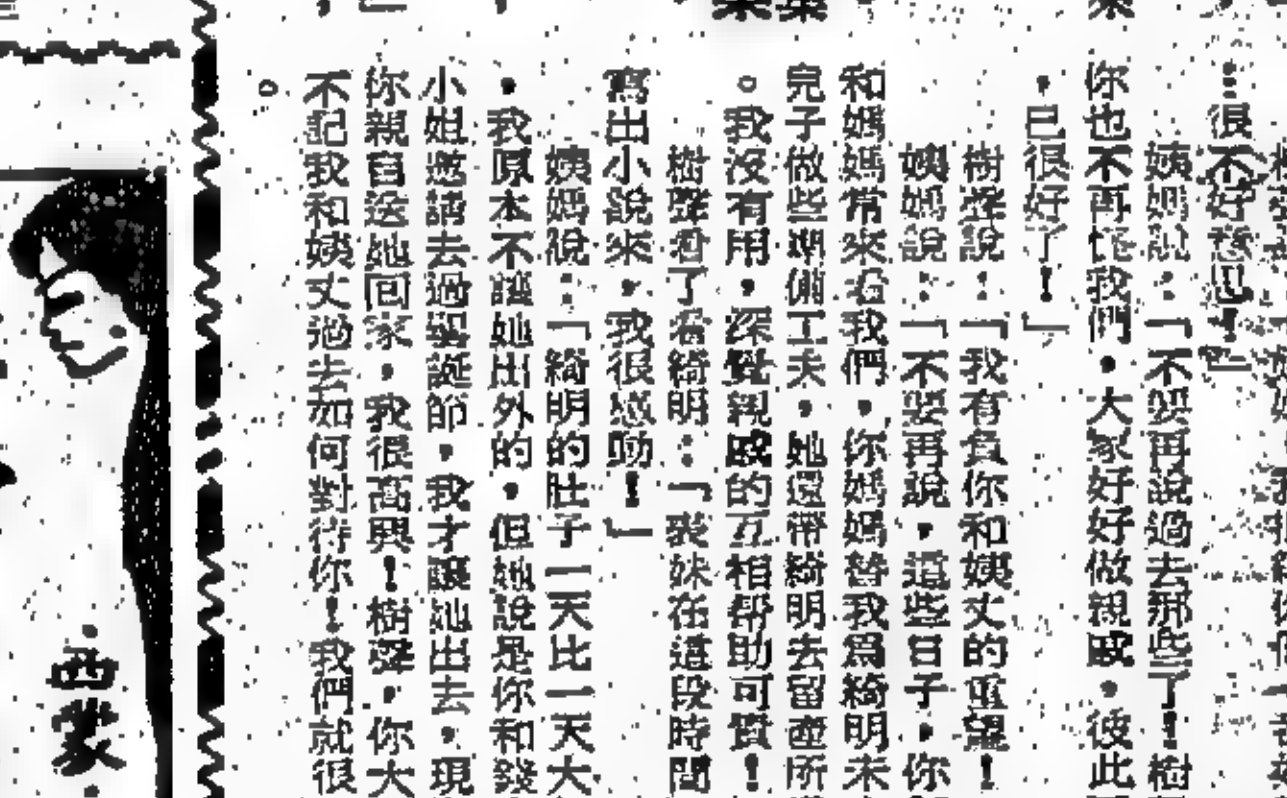 …很不好意思!」
姨媽說:「不要再說過去那些了!樹
你也不再怪我們,大家好好做親戚,彼此
,已很好了!」
樹聲說:「我有負你和姨丈的重望!
姨媽說:「不要再說,這些日子,你
和媽媽常來看我們,你媽媽替我爲綺明未
兒子做些準備工夫,她還帶綺明去留產所
。我沒有用,深覺親戚的互相帮助可貴!
樹聲看了看綺明:「表妹在這段時間
寫出小說來,我很感動!」
姨媽說:「綺明的肚子一天比一天大
,我原本不讓她出外的,但她說是你和錢
小姐邀請去過聖誕節,我才讓她出去,現
你親自送她回家,我很高興!樹聲,你大
不記我和姨丈過去如何對待你!我們就很
。
西蒙